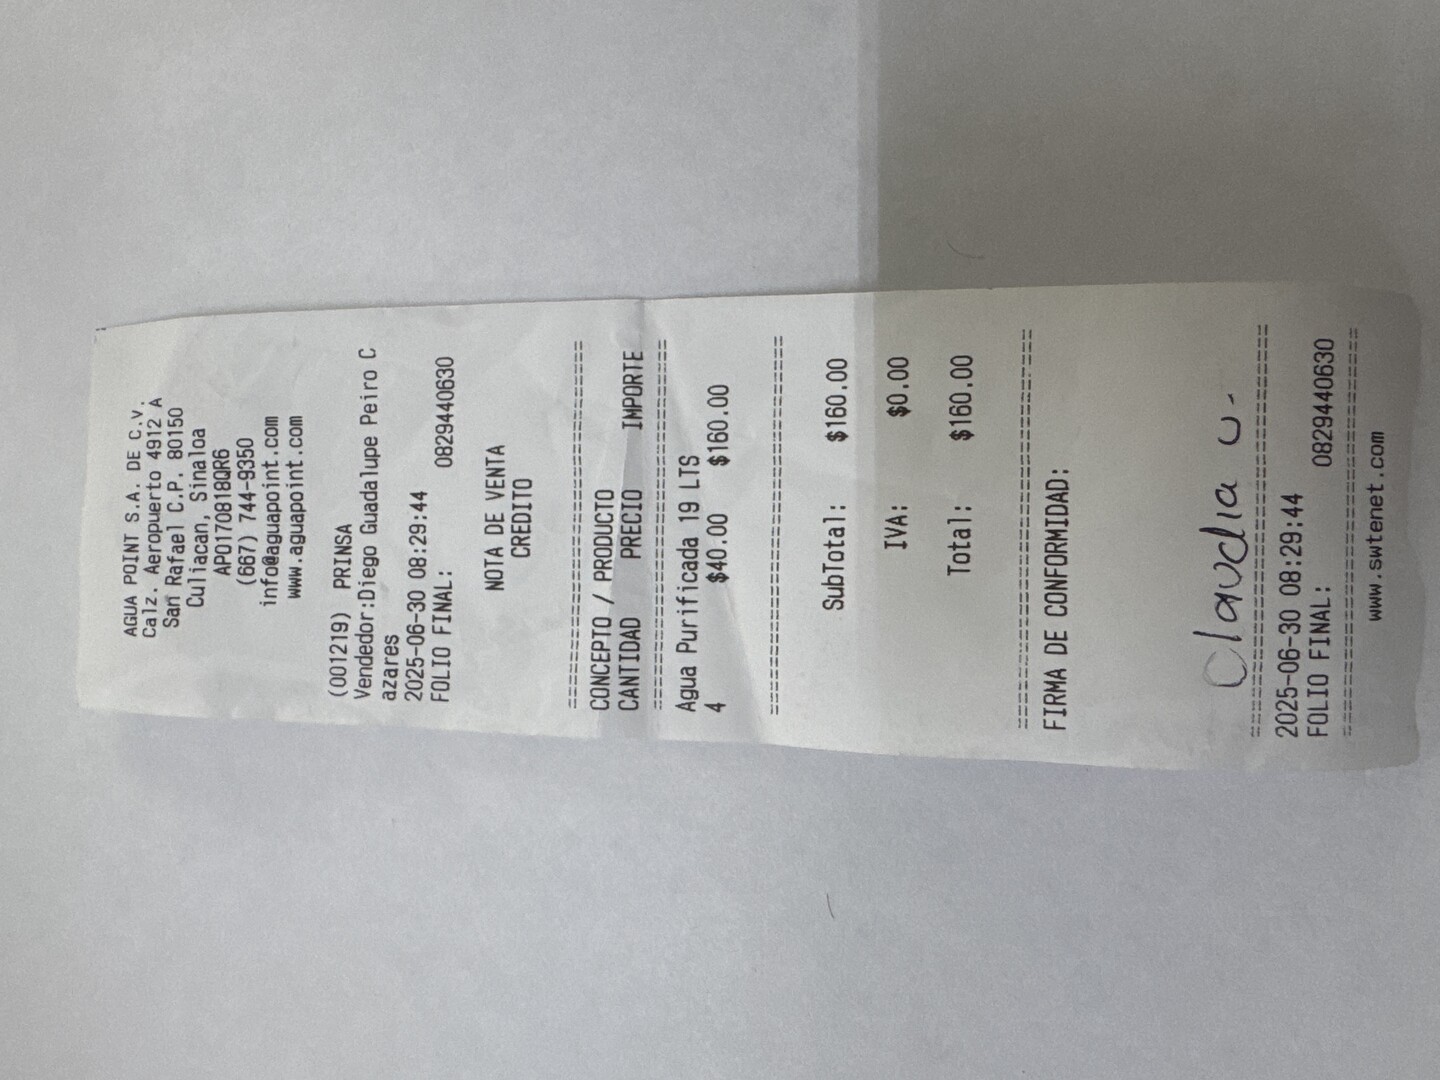 AGUA POINT S.A. DE C.V.
Calz. Aeropuerto 4912 A
San Rafael C.P. 80150
Culiacan, Sinaloa
APO170818QR6
(667) 744-9350
info@aguapoint.com
www.aguapoint.com
(001219) PRINSA
Vendedor:Diego Guadalupe Peiro C
azares
2025-06-30 08:29:44
FOLIO FINAL: 0829440630
NOTA DE VENTA
CREDITO
================================
CONCEPTO / PRODUCTO
CANTIDAD PRECIO IMPORTE
================================
Agua Purificada 19 LTS
4 $40.00 $160.00
================================
SubTotal: $160.00
IVA: $0.00
Total: $160.00
================================
FIRMA DE CONFORMIDAD:
Claudia U.
================================
2025-06-30 08:29:44
FOLIO FINAL: 0829440630
================================
www.swtenet.com